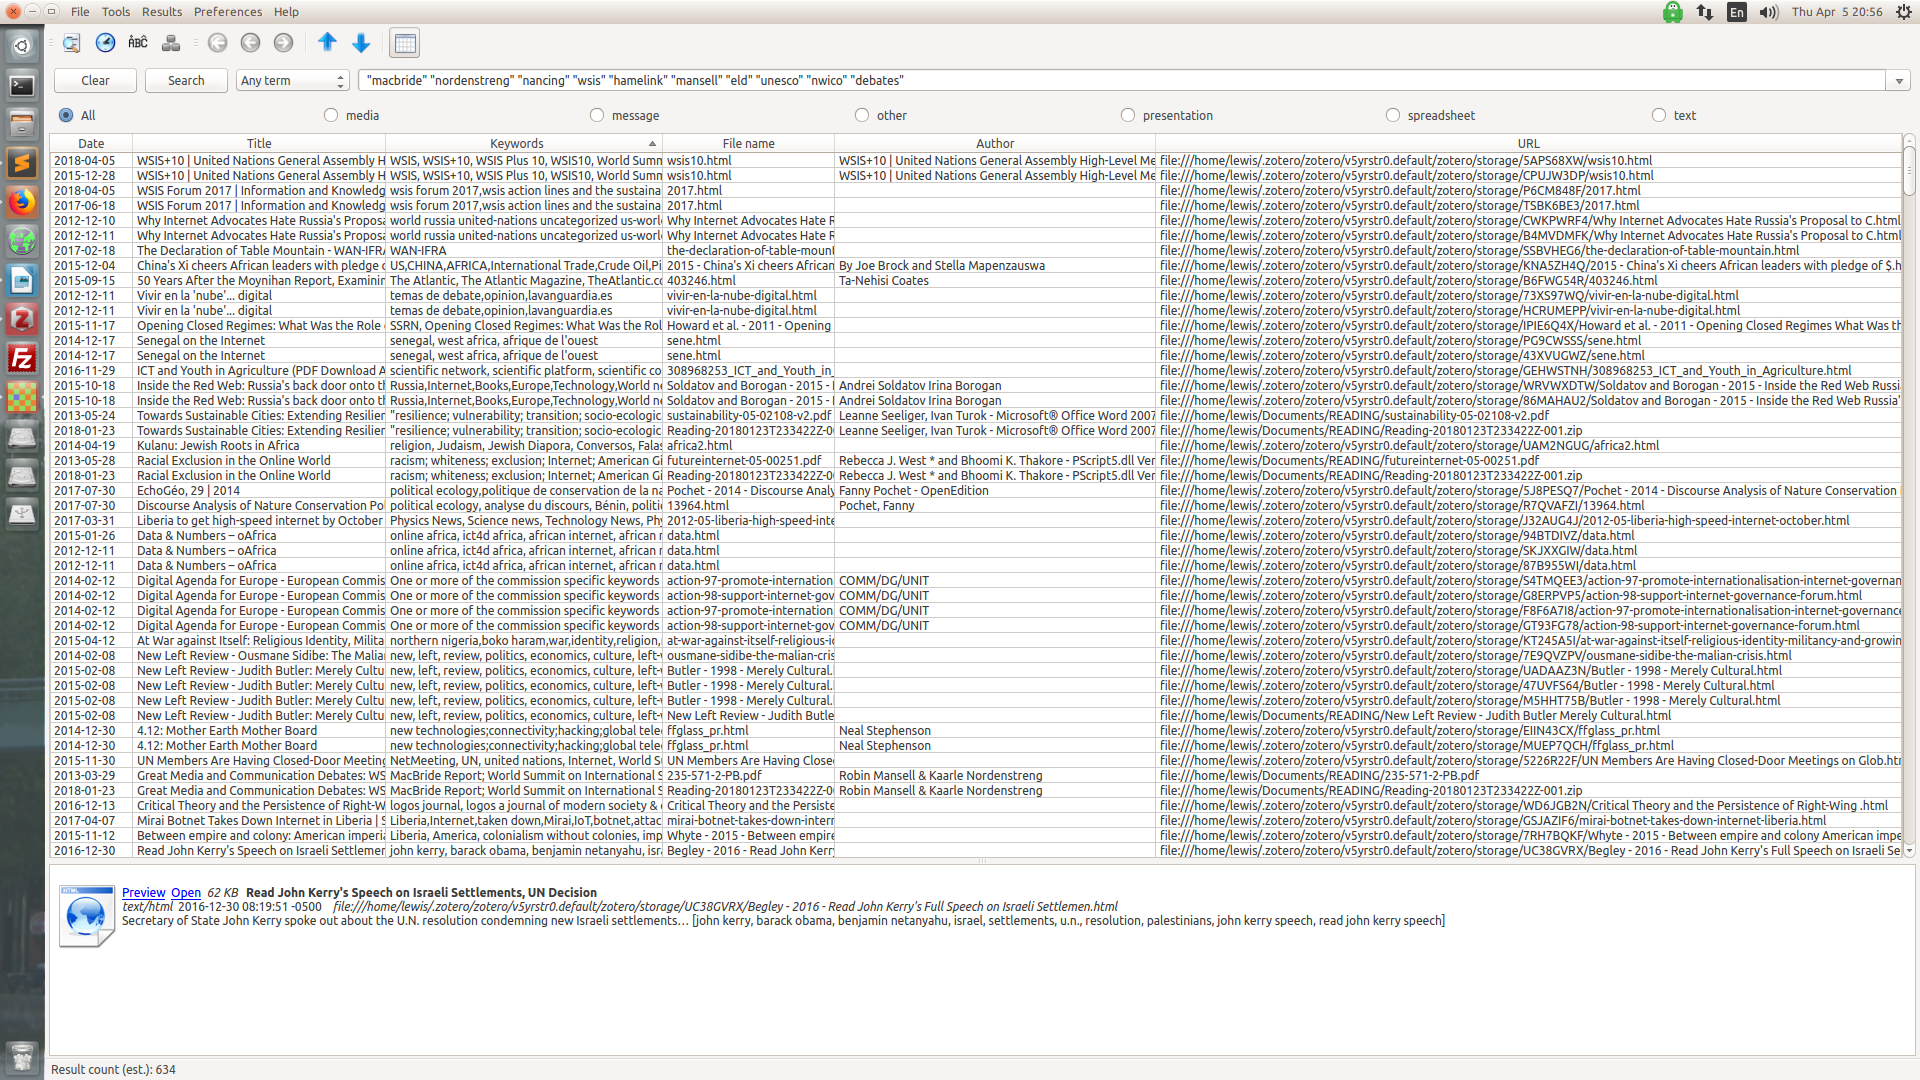 File Tools Results Preferences Help
En Thu Apr 5 20:56
ABC
Clear Search Any term "macbride" "nordenstreng" "nancing" "wsis" "hamelink" "mansell" "eld" "unesco" "nwico" "debates"
All media message other presentation spreadsheet text
Date Title Keywords File name Author URL
2018-04-05 WSIS+10 | United Nations General Assembly H WSIS, WSIS+10, WSIS Plus 10, WSIS10, World Summ wsis10.html WSIS+10 | United Nations General Assembly High-Level Me file:///home/lewis/.zotero/zotero/v5yrstr0.default/zotero/storage/5APS68XW/wsis10.html
2015-12-28 WSIS+10 | United Nations General Assembly H WSIS, WSIS+10, WSIS Plus 10, WSIS10, World Summ wsis10.html WSIS+10 | United Nations General Assembly High-Level Me file:///home/lewis/.zotero/zotero/v5yrstr0.default/zotero/storage/CPUJW3DP/wsis10.html
2018-04-05 WSIS Forum 2017 | Information and Knowledg wsis forum 2017,wsis action lines and the sustaina 2017.html file:///home/lewis/.zotero/zotero/v5yrstr0.default/zotero/storage/P6CM848F/2017.html
2017-06-18 WSIS Forum 2017 | Information and Knowledg wsis forum 2017,wsis action lines and the sustaina 2017.html file:///home/lewis/.zotero/zotero/v5yrstr0.default/zotero/storage/TSBK6BE3/2017.html
2012-12-10 Why Internet Advocates Hate Russia's Proposa world russia united-nations uncategorized us-worl Why Internet Advocates Hate R file:///home/lewis/.zotero/zotero/v5yrstr0.default/zotero/storage/CWKPWRF4/Why Internet Advocates Hate Russia's Proposal to C.html
2012-12-11 Why Internet Advocates Hate Russia's Proposa world russia united-nations uncategorized us-worl Why Internet Advocates Hate R file:///home/lewis/.zotero/zotero/v5yrstr0.default/zotero/storage/B4MVDMFK/Why Internet Advocates Hate Russia's Proposal to C.html
2017-02-18 The Declaration of Table Mountain - WAN-IFRA WAN-IFRA the-declaration-of-table-mount file:///home/lewis/.zotero/zotero/v5yrstr0.default/zotero/storage/SSBVHEG6/the-declaration-of-table-mountain.html
2015-12-04 China's Xi cheers African leaders with pledge o US,CHINA,AFRICA,International Trade,Crude Oil,Pi 2015 - China's Xi cheers African By Joe Brock and Stella Mapenzauswa file:///home/lewis/.zotero/zotero/v5yrstr0.default/zotero/storage/KNA5ZH4Q/2015 - China's Xi cheers African leaders with pledge of $.h
2015-09-15 50 Years After the Moynihan Report, Examinin The Atlantic, The Atlantic Magazine, TheAtlantic.co 403246.html Ta-Nehisi Coates file:///home/lewis/.zotero/zotero/v5yrstr0.default/zotero/storage/B6FWG54R/403246.html
2012-12-11 Vivir en la 'nube'... digital temas de debate,opinion,lavanguardia.es vivir-en-la-nube-digital.html file:///home/lewis/.zotero/zotero/v5yrstr0.default/zotero/storage/73XS97WQ/vivir-en-la-nube-digital.html
2012-12-11 Vivir en la 'nube'... digital temas de debate,opinion,lavanguardia.es vivir-en-la-nube-digital.html file:///home/lewis/.zotero/zotero/v5yrstr0.default/zotero/storage/HCRUMEPP/vivir-en-la-nube-digital.html
2015-11-17 Opening Closed Regimes: What Was the Role o SSRN, Opening Closed Regimes: What Was the Rol Howard et al. - 2011 - Opening file:///home/lewis/.zotero/zotero/v5yrstr0.default/zotero/storage/IPIE6Q4X/Howard et al. - 2011 - Opening Closed Regimes What Was th
2014-12-17 Senegal on the Internet senegal, west africa, afrique de l'ouest sene.html file:///home/lewis/.zotero/zotero/v5yrstr0.default/zotero/storage/PG9CWSSS/sene.html
2014-12-17 Senegal on the Internet senegal, west africa, afrique de l'ouest sene.html file:///home/lewis/.zotero/zotero/v5yrstr0.default/zotero/storage/43XVUGWZ/sene.html
2016-11-29 ICT and Youth in Agriculture (PDF Download A scientific network, scientific platform, scientific co 308968253_ICT_and_Youth_in_ file:///home/lewis/.zotero/zotero/v5yrstr0.default/zotero/storage/GEHWSTNH/308968253_ICT_and_Youth_in_Agriculture.html
2015-10-18 Inside the Red Web: Russia's back door onto th Russia,Internet,Books,Europe,Technology,World ne Soldatov and Borogan - 2015 - I Andrei Soldatov Irina Borogan file:///home/lewis/.zotero/zotero/v5yrstr0.default/zotero/storage/WRVWXDTW/Soldatov and Borogan - 2015 - Inside the Red Web Russi
2015-10-18 Inside the Red Web: Russia's back door onto th Russia,Internet,Books,Europe,Technology,World ne Soldatov and Borogan - 2015 - I Andrei Soldatov Irina Borogan file:///home/lewis/.zotero/zotero/v5yrstr0.default/zotero/storage/86MAHAU2/Soldatov and Borogan - 2015 - Inside the Red Web Russia'
2013-05-24 Towards Sustainable Cities: Extending Resilien "resilience; vulnerability; transition; socio-ecologic sustainability-05-02108-v2.pdf Leanne Seeliger, Ivan Turok - Microsoft® Office Word 2007 file:///home/lewis/Documents/READING/sustainability-05-02108-v2.pdf
2018-01-23 Towards Sustainable Cities: Extending Resilien "resilience; vulnerability; transition; socio-ecologic Reading-20180123T233422Z-00 Leanne Seeliger, Ivan Turok - Microsoft® Office Word 2007 file:///home/lewis/Documents/READING/Reading-20180123T233422Z-001.zip
2014-04-19 Kulanu: Jewish Roots in Africa religion, Judaism, Jewish Diapora, Conversos, Falas africa2.html file:///home/lewis/.zotero/zotero/v5yrstr0.default/zotero/storage/UAM2NGUG/africa2.html
2013-05-28 Racial Exclusion in the Online World racism; whiteness; exclusion; Internet; American Gi futureinternet-05-00251.pdf Rebecca J. West * and Bhoomi K. Thakore - PScript5.dll Ver file:///home/lewis/Documents/READING/futureinternet-05-00251.pdf
2018-01-23 Racial Exclusion in the Online World racism; whiteness; exclusion; Internet; American Gi Reading-20180123T233422Z-00 Rebecca J. West * and Bhoomi K. Thakore - PScript5.dll Ver file:///home/lewis/Documents/READING/Reading-20180123T233422Z-001.zip
2017-07-30 EchoGéo, 29 | 2014 political ecology,politique de conservation de la na Pochet - 2014 - Discourse Analy Fanny Pochet - OpenEdition file:///home/lewis/.zotero/zotero/v5yrstr0.default/zotero/storage/5J8PESQ7/Pochet - 2014 - Discourse Analysis of Nature Conservation
2017-07-30 Discourse Analysis of Nature Conservation Pol political ecology, analyse du discours, Bénin, politi 13964.html Pochet, Fanny file:///home/lewis/.zotero/zotero/v5yrstr0.default/zotero/storage/R7QVAFZI/13964.html
2017-03-31 Liberia to get high-speed internet by October Physics News, Science news, Technology News, Phy 2012-05-liberia-high-speed-inte file:///home/lewis/.zotero/zotero/v5yrstr0.default/zotero/storage/J32AUG4J/2012-05-liberia-high-speed-internet-october.html
2015-01-26 Data & Numbers – oAfrica online africa, ict4d africa, african internet, african m data.html file:///home/lewis/.zotero/zotero/v5yrstr0.default/zotero/storage/94BTDIVZ/data.html
2012-12-11 Data & Numbers – oAfrica online africa, ict4d africa, african internet, african m data.html file:///home/lewis/.zotero/zotero/v5yrstr0.default/zotero/storage/SKJXXGIW/data.html
2012-12-11 Data & Numbers – oAfrica online africa, ict4d africa, african internet, african m data.html file:///home/lewis/.zotero/zotero/v5yrstr0.default/zotero/storage/87B955WI/data.html
2014-02-12 Digital Agenda for Europe - European Commis One or more of the commission specific keywords action-97-promote-internation COMM/DG/UNIT file:///home/lewis/.zotero/zotero/v5yrstr0.default/zotero/storage/S4TMQEE3/action-97-promote-internationalisation-internet-governan
2014-02-12 Digital Agenda for Europe - European Commis One or more of the commission specific keywords action-98-support-internet-gov COMM/DG/UNIT file:///home/lewis/.zotero/zotero/v5yrstr0.default/zotero/storage/G8ERPVP5/action-98-support-internet-governance-forum.html
2014-02-12 Digital Agenda for Europe - European Commis One or more of the commission specific keywords action-97-promote-internation COMM/DG/UNIT file:///home/lewis/.zotero/zotero/v5yrstr0.default/zotero/storage/F8F6A7I8/action-97-promote-internationalisation-internet-governance
2014-02-12 Digital Agenda for Europe - European Commis One or more of the commission specific keywords action-98-support-internet-gov COMM/DG/UNIT file:///home/lewis/.zotero/zotero/v5yrstr0.default/zotero/storage/GT93FG78/action-98-support-internet-governance-forum.html
2015-04-12 At War against Itself: Religious Identity, Milita northern nigeria,boko haram,war,identity,religion, at-war-against-itself-religious-ic file:///home/lewis/.zotero/zotero/v5yrstr0.default/zotero/storage/KT245A5I/at-war-against-itself-religious-identity-militancy-and-growin
2014-02-08 New Left Review - Ousmane Sidibe: The Malian new, left, review, politics, economics, culture, left-w ousmane-sidibe-the-malian-cris file:///home/lewis/.zotero/zotero/v5yrstr0.default/zotero/storage/7E9QVZPV/ousmane-sidibe-the-malian-crisis.html
2015-02-08 New Left Review - Judith Butler: Merely Cultu new, left, review, politics, economics, culture, left-w Butler - 1998 - Merely Cultural. file:///home/lewis/.zotero/zotero/v5yrstr0.default/zotero/storage/UADAAZ3N/Butler - 1998 - Merely Cultural.html
2015-02-08 New Left Review - Judith Butler: Merely Cultu new, left, review, politics, economics, culture, left-w Butler - 1998 - Merely Cultural. file:///home/lewis/.zotero/zotero/v5yrstr0.default/zotero/storage/47UVFS64/Butler - 1998 - Merely Cultural.html
2015-02-08 New Left Review - Judith Butler: Merely Cultu new, left, review, politics, economics, culture, left-w Butler - 1998 - Merely Cultural. file:///home/lewis/.zotero/zotero/v5yrstr0.default/zotero/storage/M5HHT75B/Butler - 1998 - Merely Cultural.html
2015-02-08 New Left Review - Judith Butler: Merely Cultu new, left, review, politics, economics, culture, left-w New Left Review - Judith Butle file:///home/lewis/Documents/READING/New Left Review - Judith Butler Merely Cultural.html
2014-12-30 4.12: Mother Earth Mother Board new technologies;connectivity;hacking;global telec ffglass_pr.html Neal Stephenson file:///home/lewis/.zotero/zotero/v5yrstr0.default/zotero/storage/EIIN43CX/ffglass_pr.html
2014-12-30 4.12: Mother Earth Mother Board new technologies;connectivity;hacking;global telec ffglass_pr.html Neal Stephenson file:///home/lewis/.zotero/zotero/v5yrstr0.default/zotero/storage/MUEP7QCH/ffglass_pr.html
2015-11-30 UN Members Are Having Closed-Door Meeting NetMeeting, UN, united nations, Internet, World Su UN Members Are Having Close file:///home/lewis/.zotero/zotero/v5yrstr0.default/zotero/storage/5226R22F/UN Members Are Having Closed-Door Meetings on Glob.htm
2013-03-29 Great Media and Communication Debates: WS MacBride Report; World Summit on International S 235-571-2-PB.pdf Robin Mansell & Kaarle Nordenstreng file:///home/lewis/Documents/READING/235-571-2-PB.pdf
2018-01-23 Great Media and Communication Debates: WS MacBride Report; World Summit on International S Reading-20180123T233422Z-00 Robin Mansell & Kaarle Nordenstreng file:///home/lewis/Documents/READING/Reading-20180123T233422Z-001.zip
2016-12-13 Critical Theory and the Persistence of Right-W logos journal, logos a journal of modern society & c Critical Theory and the Persiste file:///home/lewis/.zotero/zotero/v5yrstr0.default/zotero/storage/WD6JGB2N/Critical Theory and the Persistence of Right-Wing .html
2017-04-07 Mirai Botnet Takes Down Internet in Liberia | S Liberia,Internet,taken down,Mirai,IoT,botnet,attac mirai-botnet-takes-down-intern file:///home/lewis/.zotero/zotero/v5yrstr0.default/zotero/storage/GSJAZIF6/mirai-botnet-takes-down-internet-liberia.html
2015-11-12 Between empire and colony: American imperia Liberia, America, colonialism without colonies, imp Whyte - 2015 - Between empire file:///home/lewis/.zotero/zotero/v5yrstr0.default/zotero/storage/7RH7BQKF/Whyte - 2015 - Between empire and colony American impe
2016-12-30 Read John Kerry's Speech on Israeli Settlemen john kerry, barack obama, benjamin netanyahu, isra Begley - 2016 - Read John Kerry file:///home/lewis/.zotero/zotero/v5yrstr0.default/zotero/storage/UC38GVRX/Begley - 2016 - Read John Kerry's Full Speech on Israeli Se
HTML Preview Open 62 KB Read John Kerry's Speech on Israeli Settlements, UN Decision
text/html 2016-12-30 08:19:51 -0500 file:///home/lewis/.zotero/zotero/v5yrstr0.default/zotero/storage/UC38GVRX/Begley - 2016 - Read John Kerry's Full Speech on Israeli Settlemen.html
Secretary of State John Kerry spoke out about the U.N. resolution condemning new Israeli settlements… [john kerry, barack obama, benjamin netanyahu, israel, settlements, u.n., resolution, palestinians, john kerry speech, read john kerry speech]
Result count (est.): 634